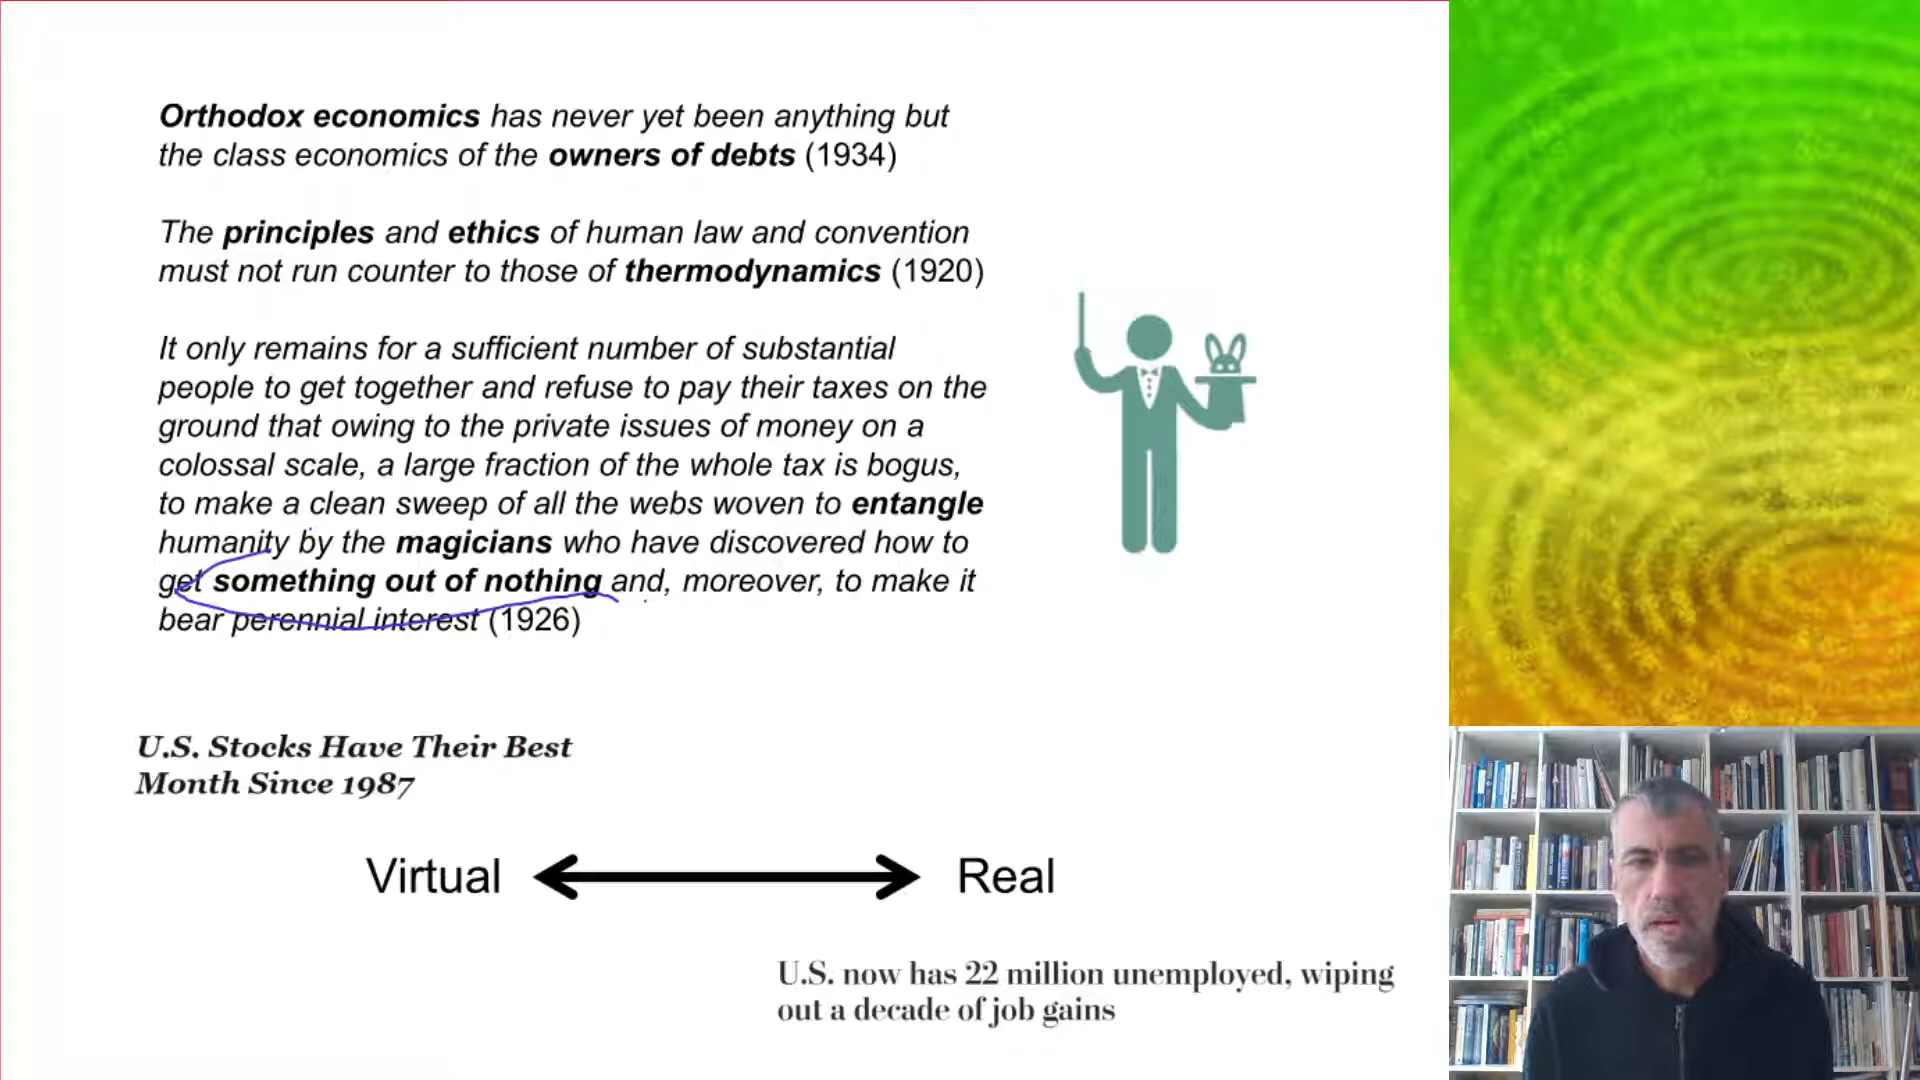 Orthodox economics has never yet been anything but
the class economics of the owners of debts (1934)
The principles and ethics of human law and convention
must not run counter to those of thermodynamics (1920)
It only remains for a sufficient number of substantial
people to get together and refuse to pay their taxes on the
ground that owing to the private issues of money on a
colossal scale, a large fraction of the whole tax is bogus,
to make a clean sweep of all the webs woven to entangle
humanity by the magicians who have discovered how to
get something out of nothing and, moreover, to make it
bear perennial interest (1926)
U.S. Stocks Have Their Best
Month Since 1987
Virtual Real
U.S. now has 22 million unemployed, wiping
out a decade of job gains